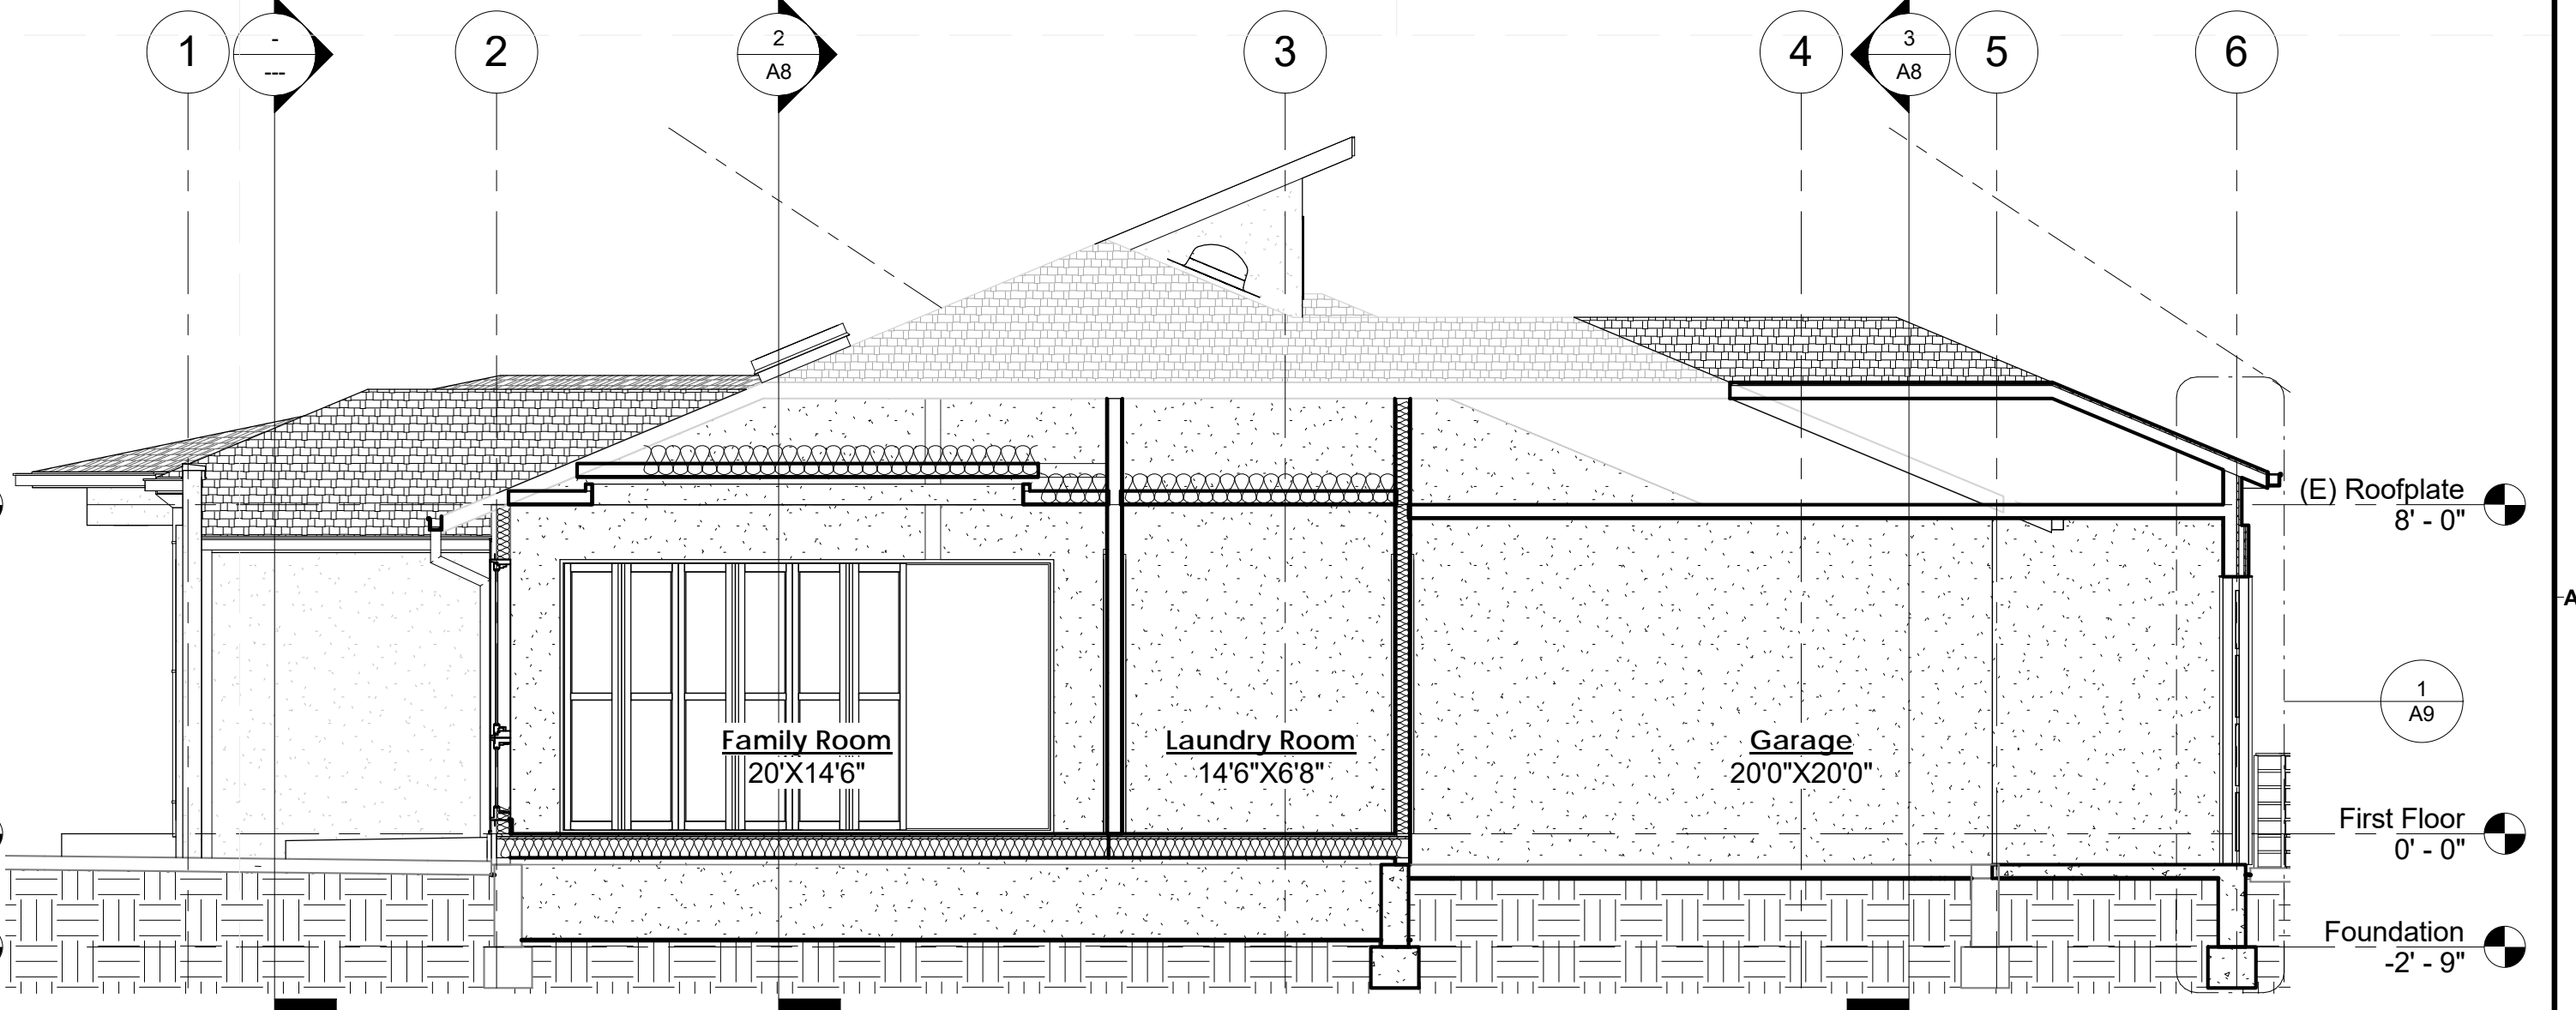 1
-
---
2
2
A8
3
4
3
A8
5
6
(E) Roofplate
8' - 0"
Family Room
20'X14'6"
Laundry Room
14'6"X6'8"
Garage
20'0"X20'0"
1
A9
First Floor
0' - 0"
Foundation
-2' - 9"
A